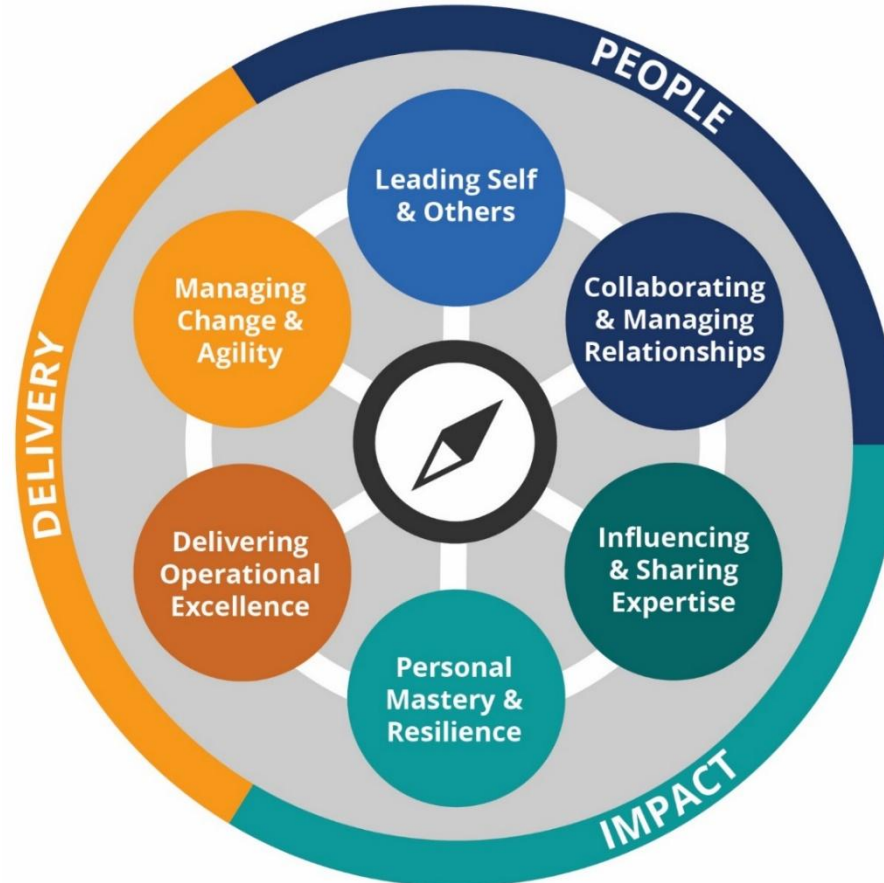 PEOPLE
Leading Self
& Others
Collaborating
& Managing
Relationships
Managing
Change &
Agility
DELIVERY
Delivering
Operational
Excellence
Influencing
& Sharing
Expertise
Personal
Mastery &
Resilience
IMPACT